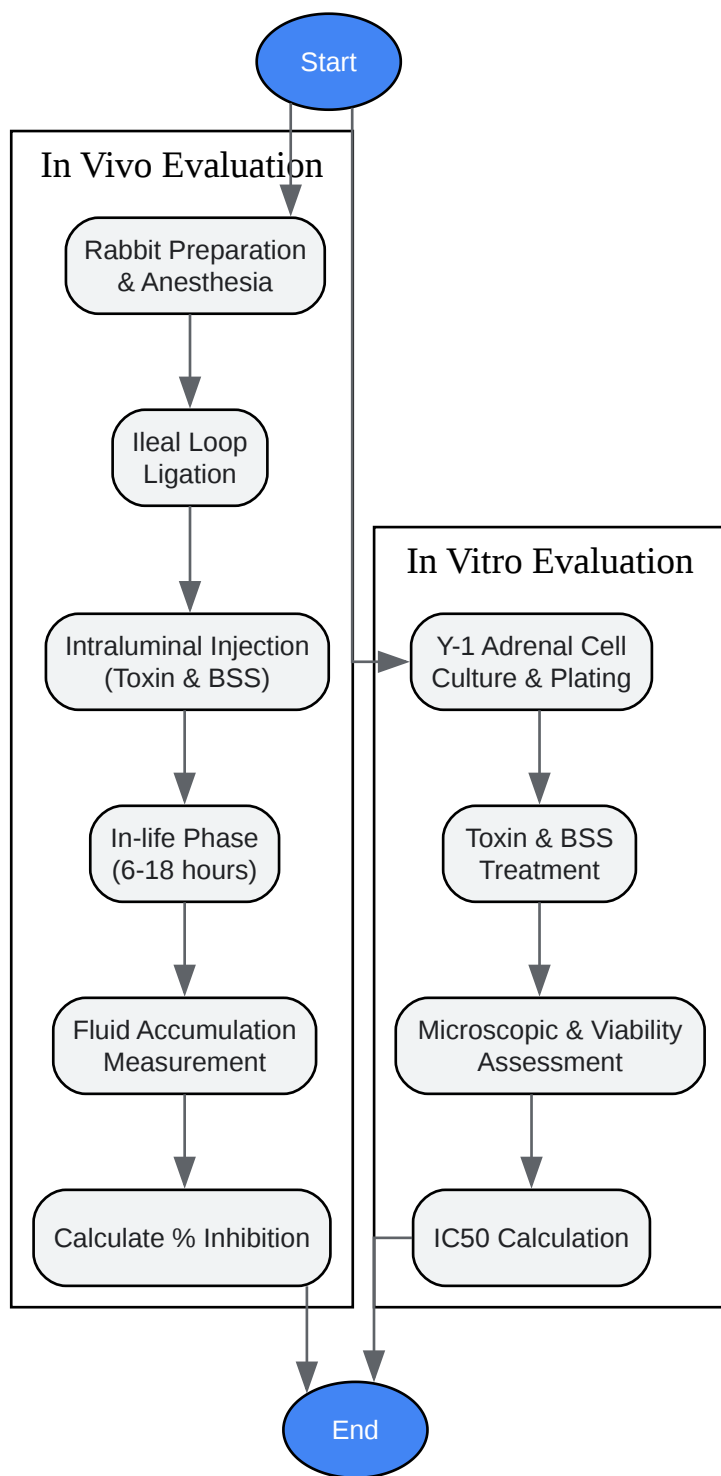 Start
In Vivo Evaluation
Rabbit Preparation
& Anesthesia
Ileal Loop
Ligation
Intraluminal Injection
(Toxin & BSS)
In-life Phase
(6-18 hours)
Fluid Accumulation
Measurement
Calculate % Inhibition
In Vitro Evaluation
Y-1 Adrenal Cell
Culture & Plating
Toxin & BSS
Treatment
Microscopic & Viability
Assessment
IC50 Calculation
End